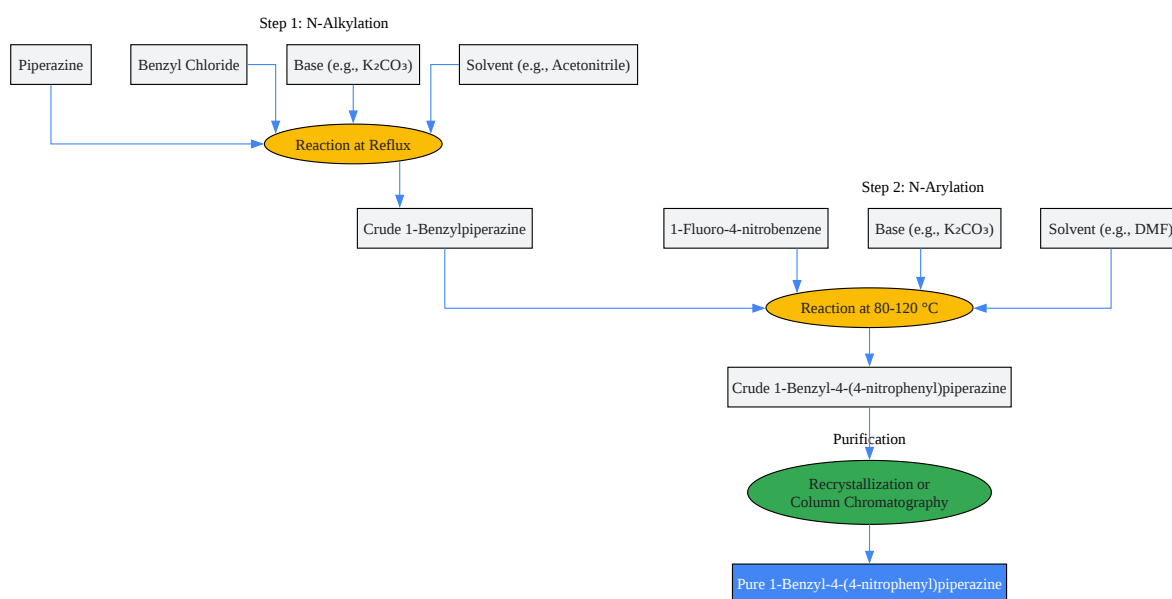 Step 1: N-Alkylation
Piperazine
Benzyl Chloride
Base (e.g., K₂CO₃)
Solvent (e.g., Acetonitrile)
Reaction at Reflux
Step 2: N-Arylation
Crude 1-Benzylpiperazine
1-Fluoro-4-nitrobenzene
Base (e.g., K₂CO₃)
Solvent (e.g., DMF)
Reaction at 80-120 °C
Crude 1-Benzyl-4-(4-nitrophenyl)piperazine
Purification
Recrystallization or
Column Chromatography
Pure 1-Benzyl-4-(4-nitrophenyl)piperazine